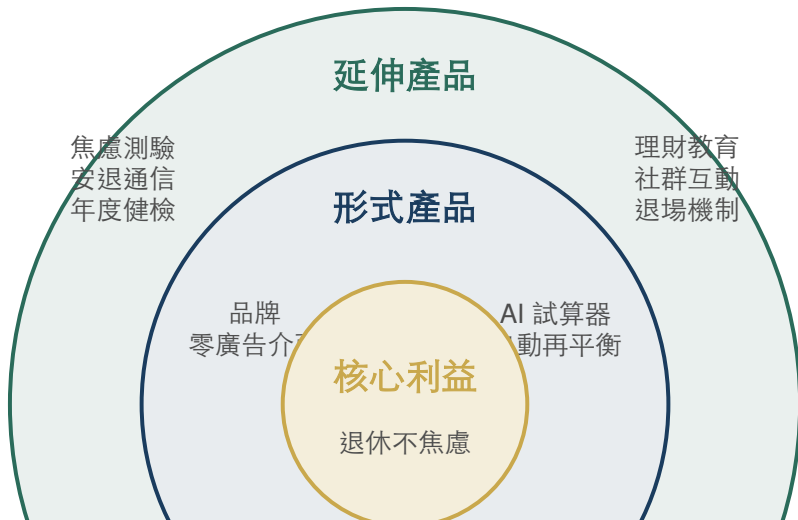 延伸產品
焦慮測驗
安退通信
年度健檢
理財教育
社群互動
退場機制
形式產品
品牌
零廣告介
AI 試算器
動再平衡
核心利益
退休不焦慮